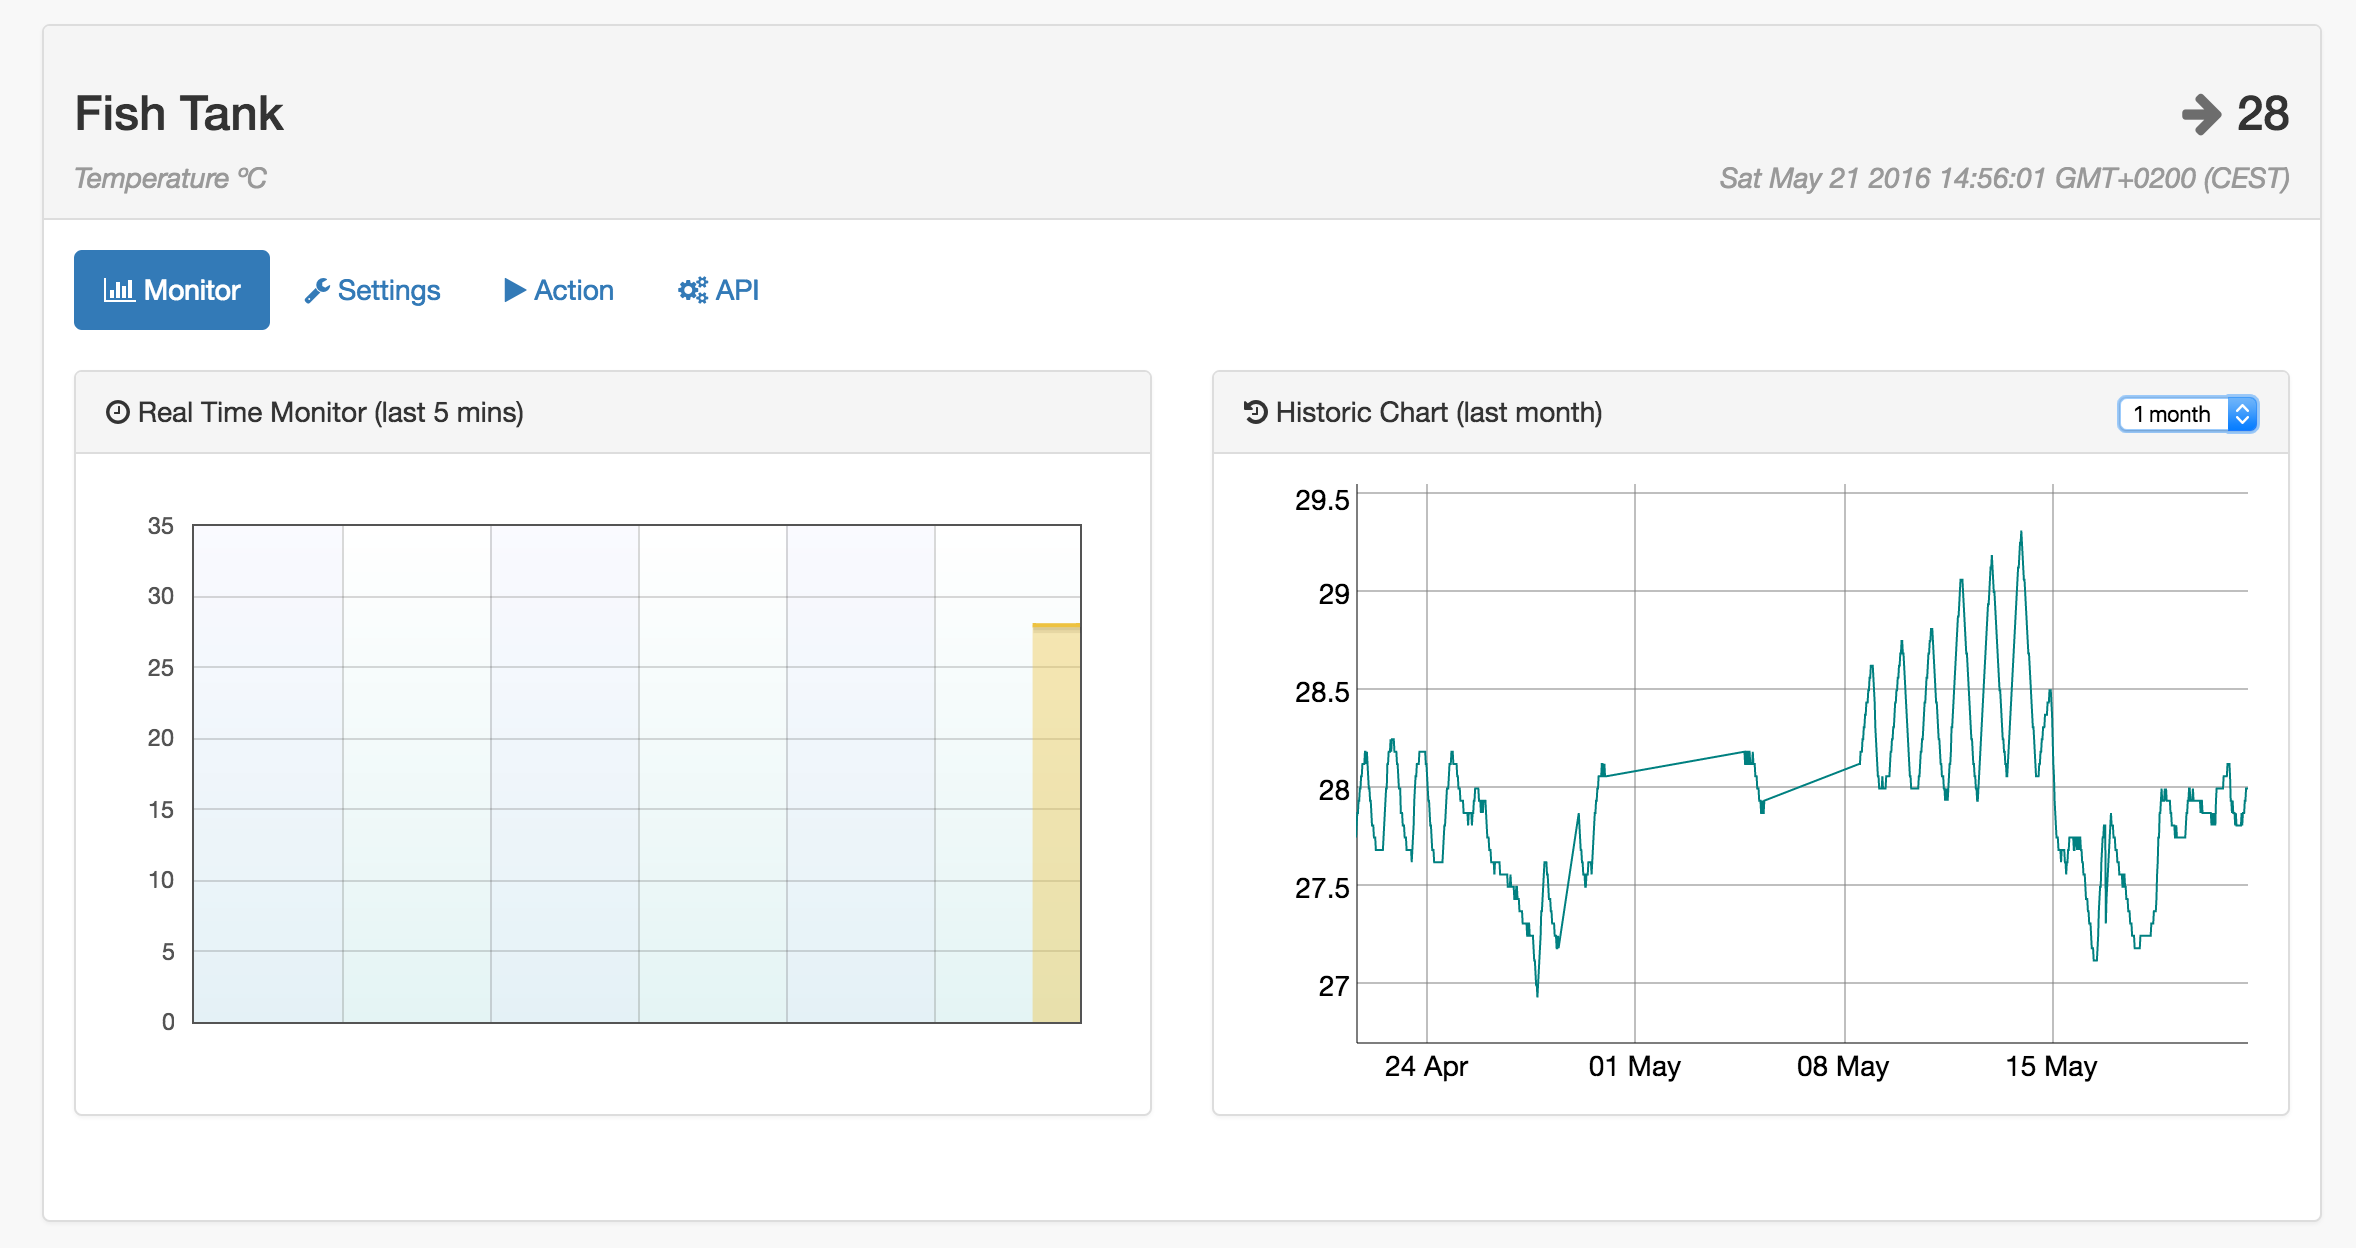 Fish Tank
28
Temperature ºC
Sat May 21 2016 14:56:01 GMT+0200 (CEST)
Monitor
Settings
Action
API
Real Time Monitor (last 5 mins)
35
30
25
20
15
10
5
0
Historic Chart (last month)
1 month
29.5
29
28.5
28
27.5
27
24 Apr
01 May
08 May
15 May